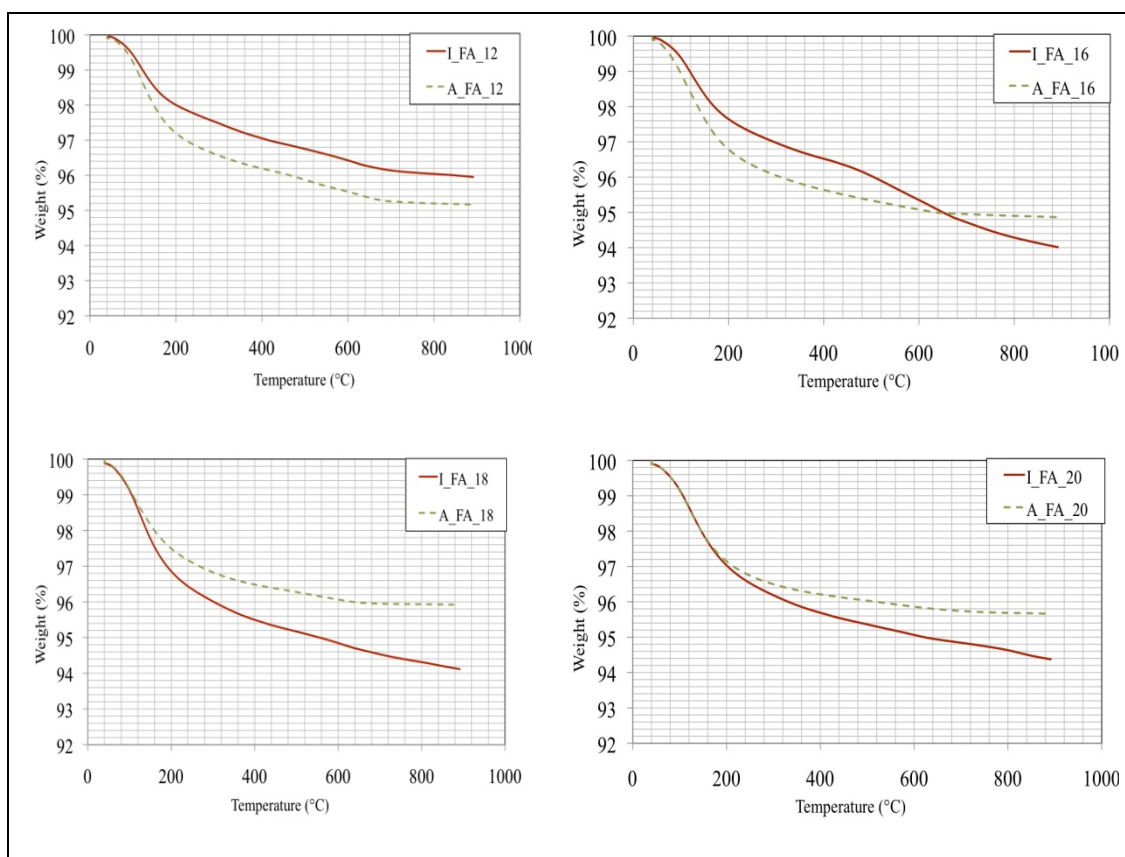 100
99
98
97
96
95
94
93
92
Weight (%)
I_FA_12
A_FA_12
0 200 400 600 800 1000
Temperature (°C)
100
99
98
97
96
95
94
93
92
Weight (%)
I_FA_16
A_FA_16
0 200 400 600 800 100
Temperature (°C)
100
99
98
97
96
95
94
93
92
Weight (%)
I_FA_18
A_FA_18
0 200 400 600 800 1000
Temperature (°C)
100
99
98
97
96
95
94
93
92
Weight (%)
I_FA_20
A_FA_20
0 200 400 600 800 1000
Temperature (°C)